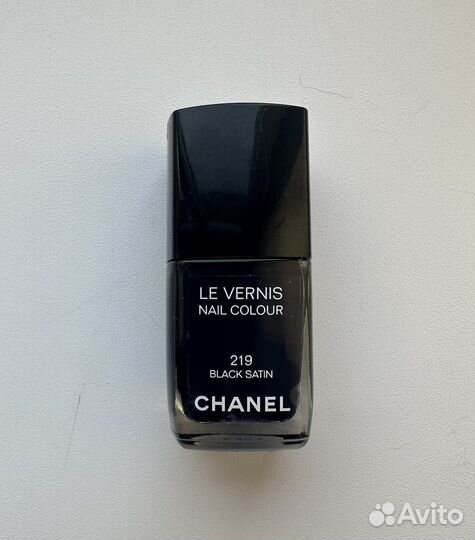 LE VERNIS
NAIL COLOUR
219
BLACK SATIN
CHANEL
Avito